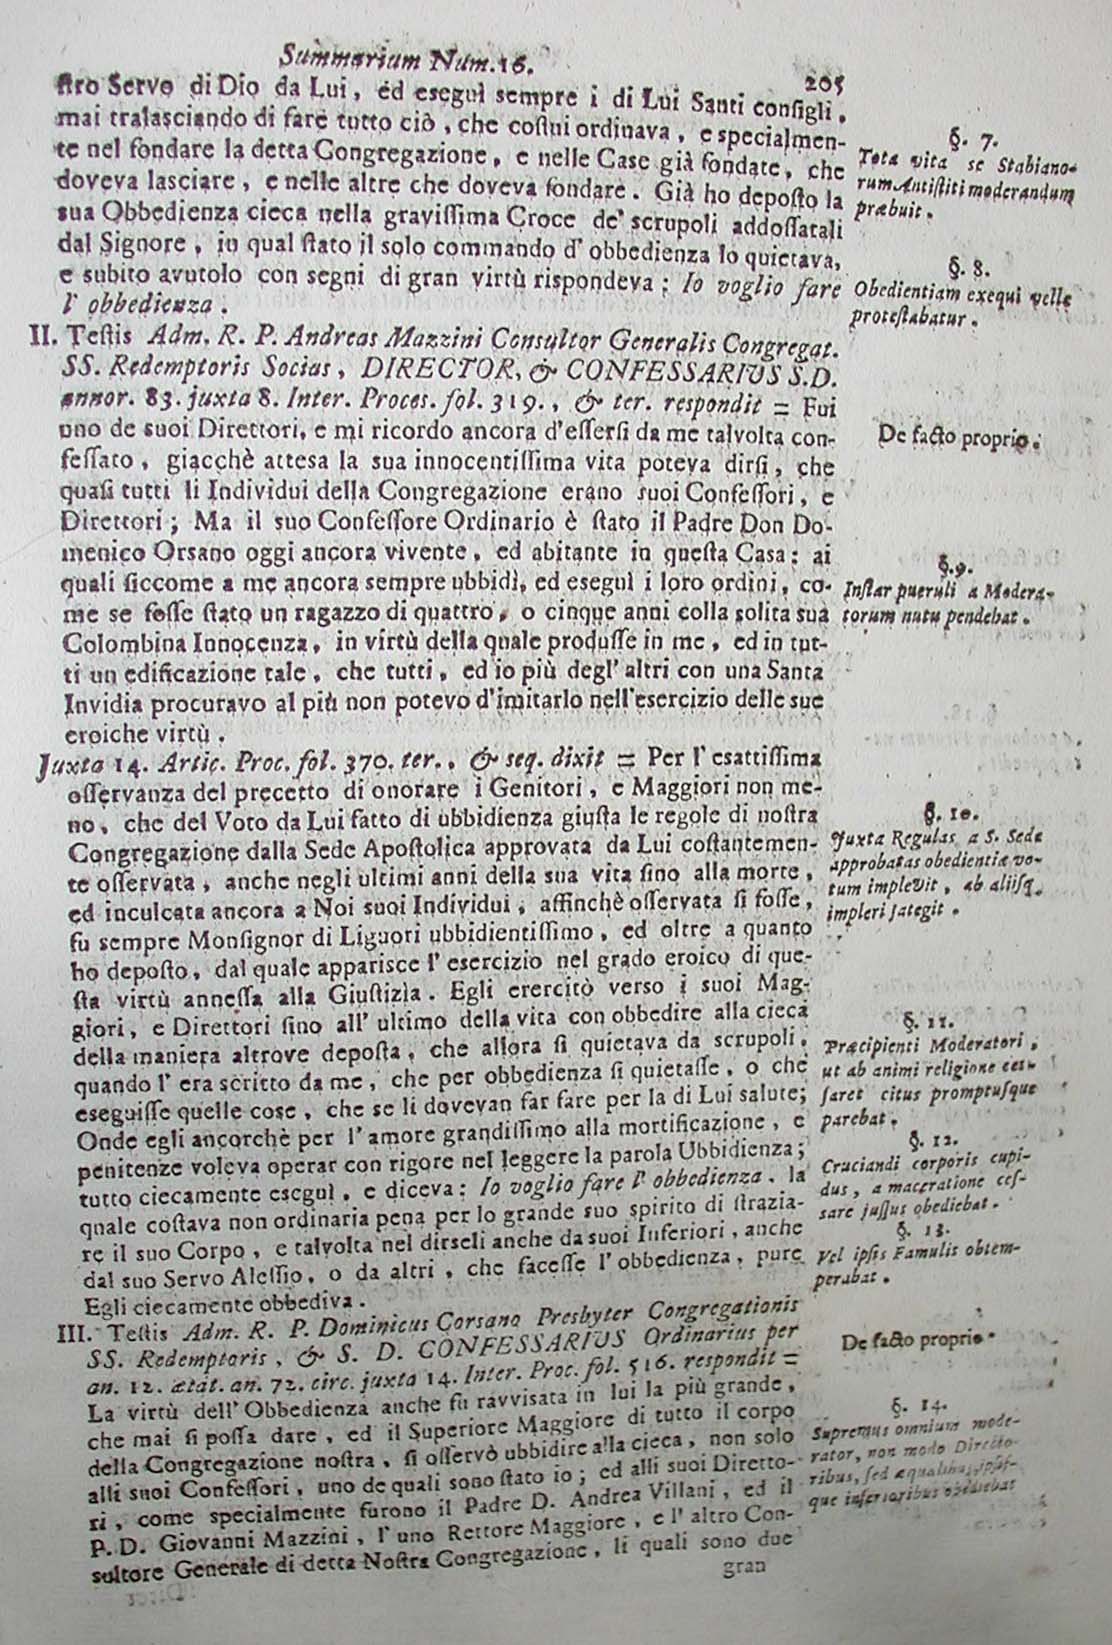 Summarium Num. 16.
205
ſtro Servo di Dio da Lui, ed eseguì sempre i di Lui Santi conſigli,
mai tralasciando di fare tutto ciò, che coſtui ordinava, e specialmen-
te nel fondare la detta Congregazione, e nelle Case già fondate, che
doveva lasciare, e nelle altre che doveva fondare. Già ho depoſto la
sua Obbedienza cieca nella graviſſima Croce de' scrupoli addoſſatali
dal Signore, in qual ſtato il solo commando d' obbedienza lo quietava,
e subito avutolo con segni di gran virtù rispondeva: Io voglio fare
l' obbedienza.
§. 7.
Tota vita se Stabiano-
rum Antiſtiti moderandum
præbuit.
§. 8.
Obedientiam exequi velle
proteſtabatur.
II. Teſtis Adm. R. P. Andreas Mazzini Consultor Generalis Congregat.
SS. Redemptoris Socius, DIRECTOR, & CONFESSARIUS S.D.
annor. 83. juxta 8. Inter. Proces. fol. 319., & ter. respondit = Fui
uno de suoi Direttori, e mi ricordo ancora d'eſſerſi da me talvolta con-
feſſato, giacchè attesa la sua innocentiſſima vita poteva dirſi, che
quaſi tutti li Individui della Congregazione erano suoi Confeſſori, e
Direttori; Ma il suo Confeſſore Ordinario è ſtato il Padre Don Do-
menico Orsano oggi ancora vivente, ed abitante in queſta Casa: ai
quali ſiccome a me ancora sempre ubbidì, ed eseguì i loro ordini, co-
me se foſſe ſtato un ragazzo di quattro, o cinque anni colla solita sua
Colombina Innocenza, in virtù della quale produſſe in me, ed in tut-
ti un edificazione tale, che tutti, ed io più degl' altri con una Santa
Invidia procuravo al più non potevo d'imitarlo nell'esercizio delle sue
eroiche virtù.
De facto proprio.
§. 9.
Inſtar pueruli a Modera-
torum nutu pendebat.
Juxta 14. Artic. Proc. fol. 370. ter., & seq. dixit = Per l' esattiſſima
oſſervanza del precetto di onorare i Genitori, e Maggiori non me-
no, che del Voto da Lui fatto di ubbidienza giuſta le regole di noſtra
Congregazione dalla Sede Apoſtolica approvata da Lui coſtantemen-
te oſſervata, anche negli ultimi anni della sua vita ſino alla morte,
ed inculcata ancora a Noi suoi Individui, affinchè oſſervata ſi foſſe,
fu sempre Monſignor di Liguori ubbidientiſſimo, ed oltre a quanto
ho depoſto, dal quale apparisce l' esercizio nel grado eroico di que-
ſta virtù anneſſa alla Giuſtizia. Egli erercitò verso i suoi Mag-
giori, e Direttori ſino all' ultimo della vita con obbedire alla cieca
della maniera altrove depoſta, che allora ſi quietava da scrupoli,
quando l' era scritto da me, che per obbedienza ſi quietaſſe, o che
eseguiſſe quelle cose, che se li dovevan far fare per la di Lui salute;
Onde egli ancorchè per l' amore grandiſſimo alla mortificazione, e
penitenze voleva operar con rigore nel leggere la parola Ubbidienza;
tutto ciecamente eseguì, e diceva: Io voglio fare l' obbedienza, la
quale coſtava non ordinaria pena per lo grande suo spirito di ſtrazia-
re il suo Corpo, e talvolta nel dirseli anche da suoi Inferiori, anche
dal suo Servo Aleſſio, o da altri, che faceſſe l' obbedienza, pure
Egli ciecamente obbediva.
§. 10.
Juxta Regulas a S. Sede
approbatas obedientiæ vo-
tum implevit, ab aliiſq.
impleri ſategit.
§. 11.
Præcipienti Moderatori,
ut ab animi religione ces-
ſaret citus promptuſque
parebat.
§. 12.
Cruciandi corporis cupi-
dus, a maceratione ceſ-
sare juſſus obediebat.
§. 13.
Vel ipſis Famulis obtem-
perabat.
III. Teſtis Adm. R. P. Dominicus Corsano Presbyter Congregationis
SS. Redemptoris, & S. D. CONFESSARIUS Ordinarius per
an. 12. ætat. an. 72. circ. juxta 14. Inter. Proc. fol. 516. respondit =
La virtù dell' Obbedienza anche fu ravvisata in lui la più grande,
che mai ſi poſſa dare, ed il Superiore Maggiore di tutto il corpo
della Congregazione noſtra, ſi oſſervò ubbidire alla cieca, non solo
alli suoi Confeſſori, uno de quali sono ſtato io; ed alli suoi Diretto-
ri, come specialmente furono il Padre D. Andrea Villani, ed il
P. D. Giovanni Mazzini, l' uno Rettore Maggiore, e l' altro Con-
sultore Generale di detta Noſtra Congregazione, li quali sono due
gran
De facto proprio.
§. 14.
Supremus omnium mode-
rator, non modo Directo-
ribus, ſed æqualibus, ipſiſ-
que inferioribus obediebat